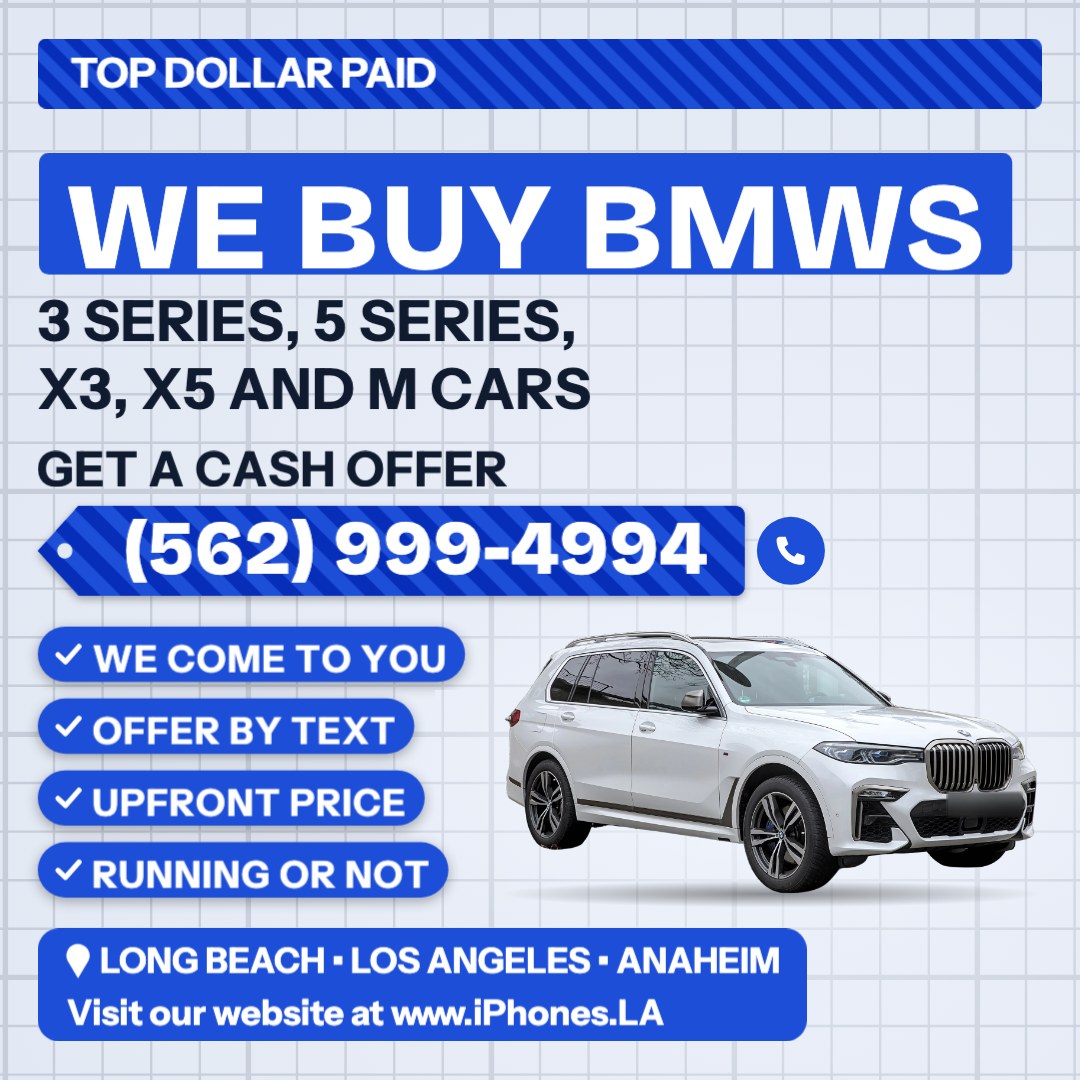 TOP DOLLAR PAID
WE BUY BMWS
3 SERIES, 5 SERIES,
X3, X5 AND M CARS
GET A CASH OFFER
(562) 999-4994
WE COME TO YOU
OFFER BY TEXT
UPFRONT PRICE
RUNNING OR NOT
LONG BEACH ▪ LOS ANGELES ▪ ANAHEIM
Visit our website at www.iPhones.LA